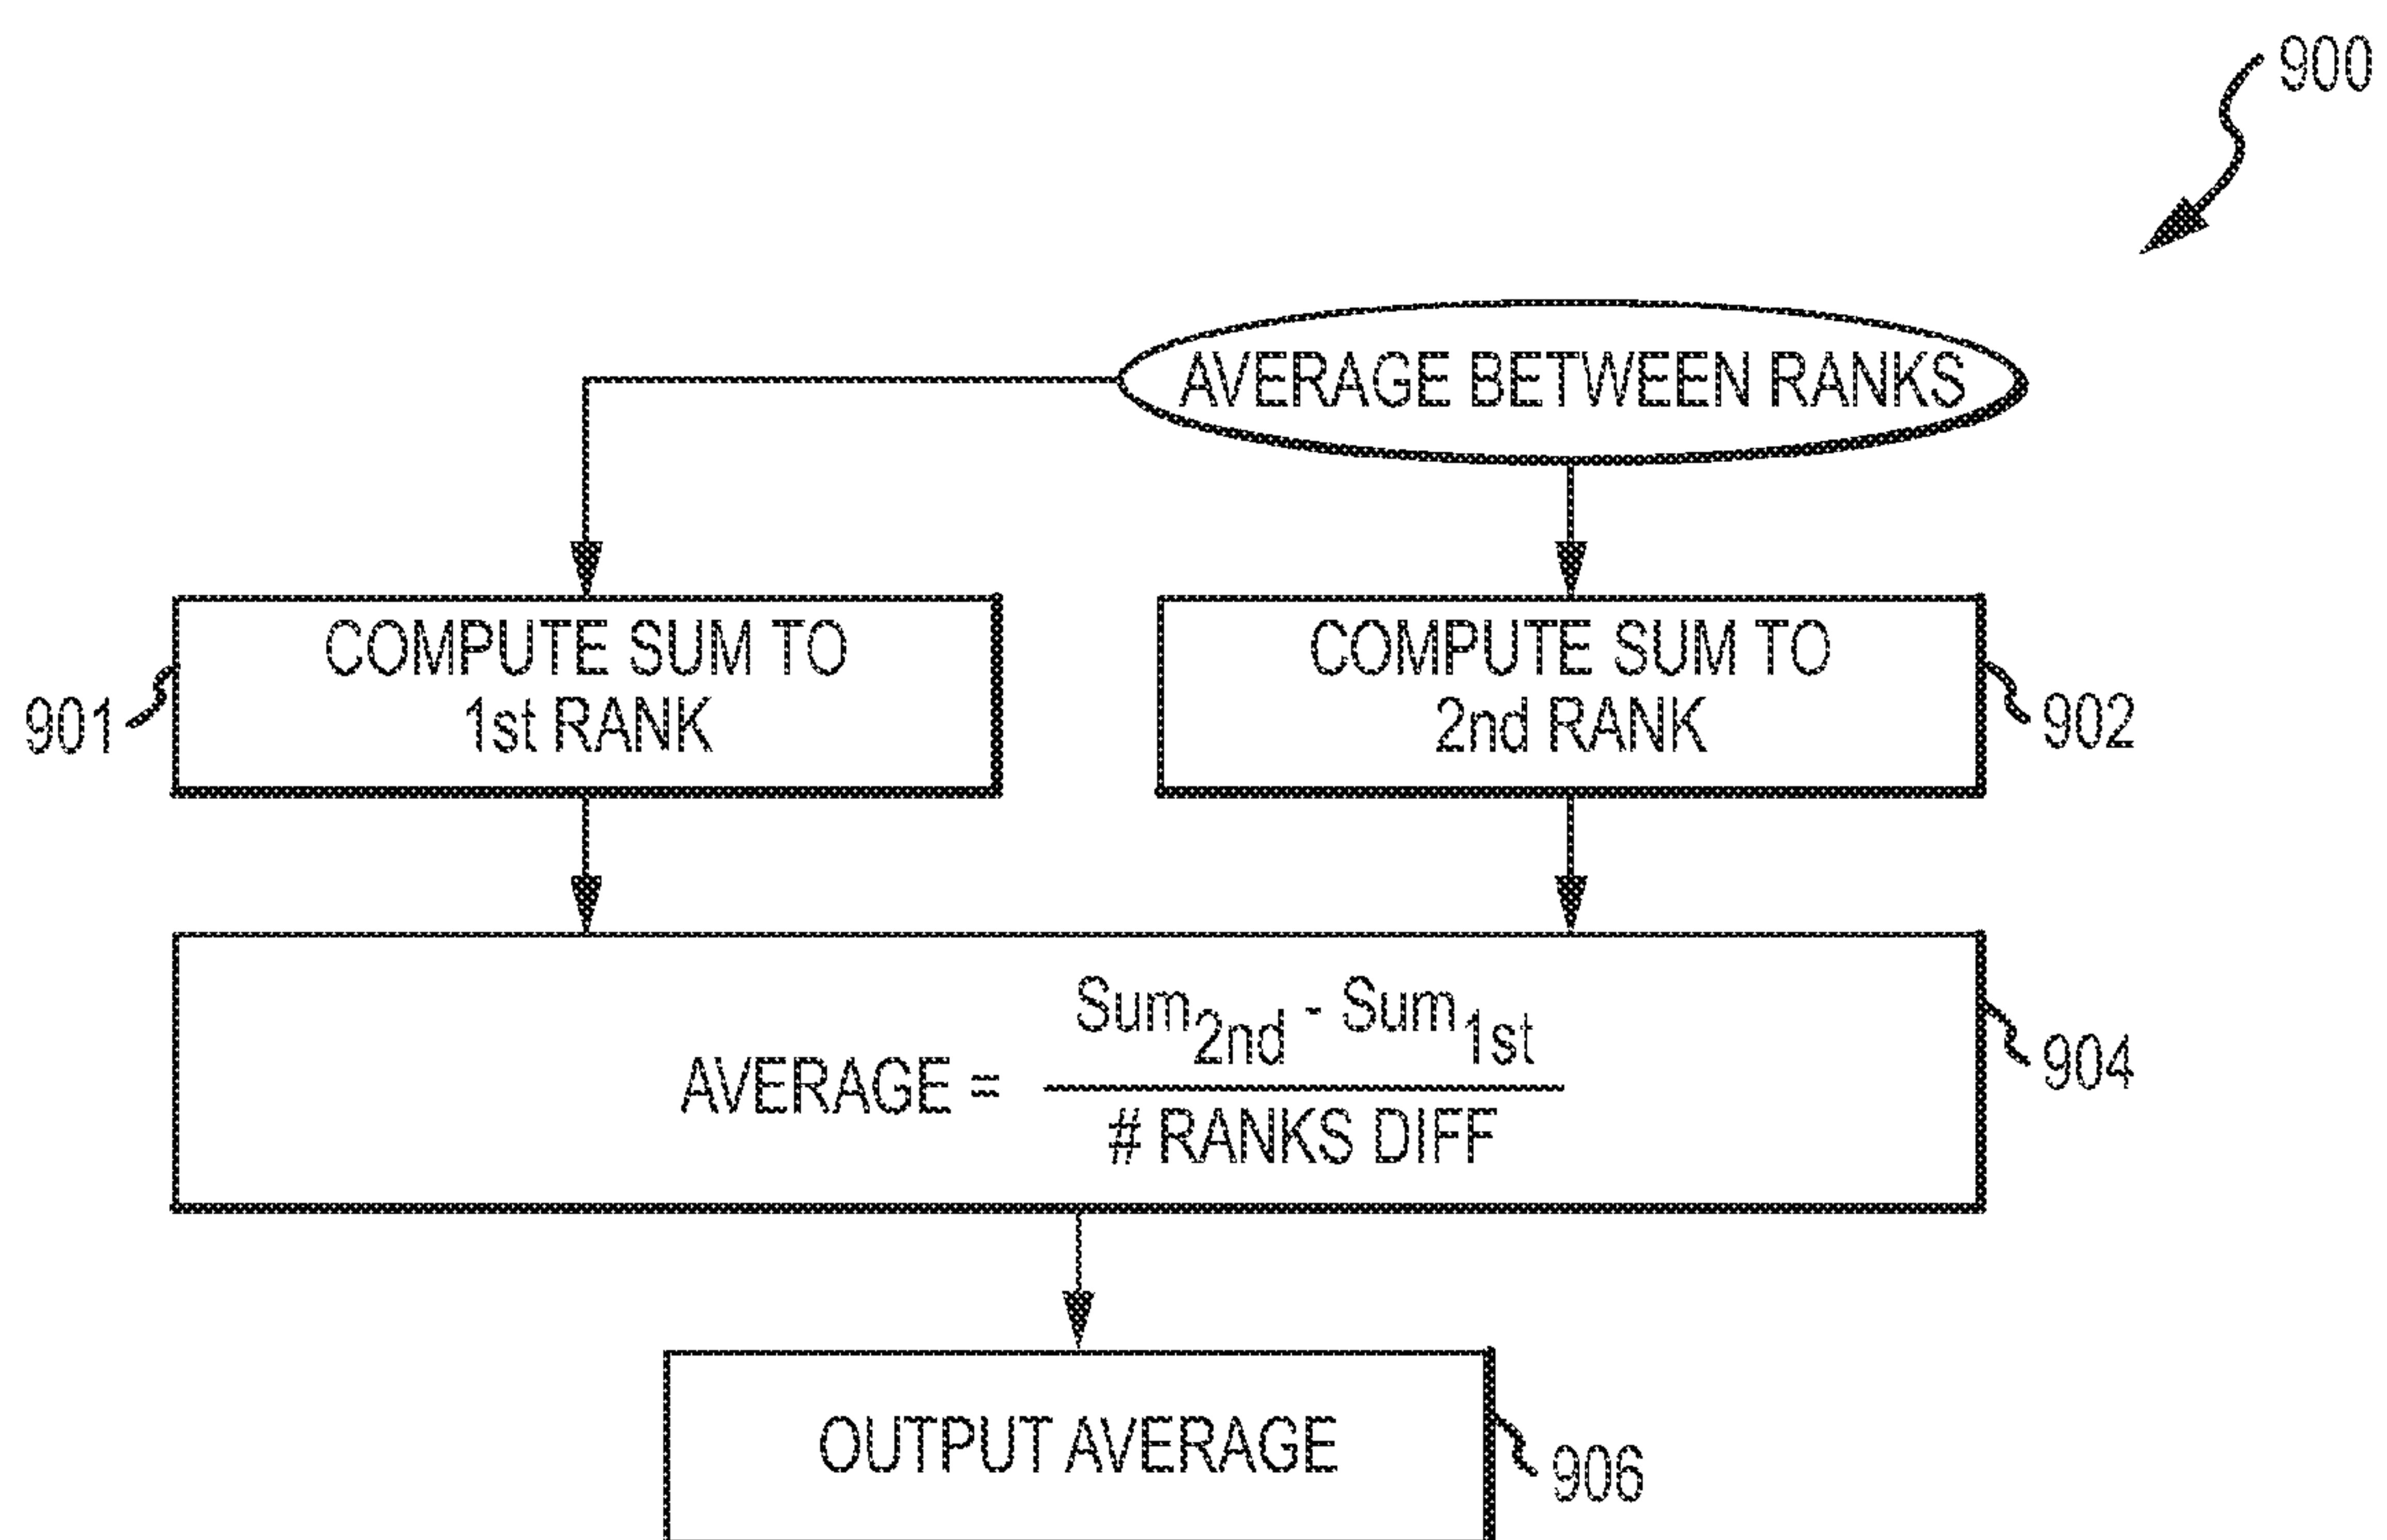 900
AVERAGE BETWEEN RANKS
COMPUTE SUM TO
1st RANK
901
COMPUTE SUM TO
2nd RANK
902
Sum2nd - Sum1st
AVERAGE =
# RANKS DIFF
904
OUTPUT AVERAGE
906